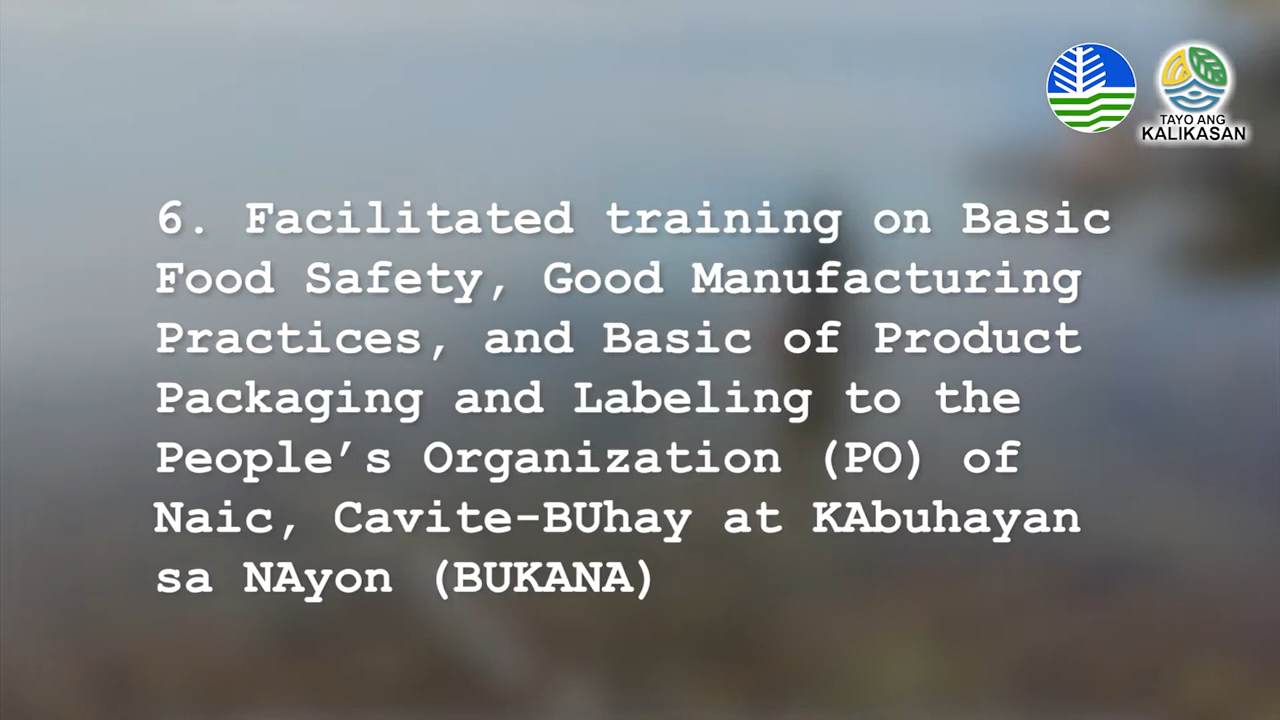 TAYO ANG
KALIKASAN
6. Facilitated training on Basic
Food Safety, Good Manufacturing
Practices, and Basic of Product
Packaging and Labeling to the
People’s Organization (PO) of
Naic, Cavite-BUhay at KAbuhayan
sa NAyon (BUKANA)